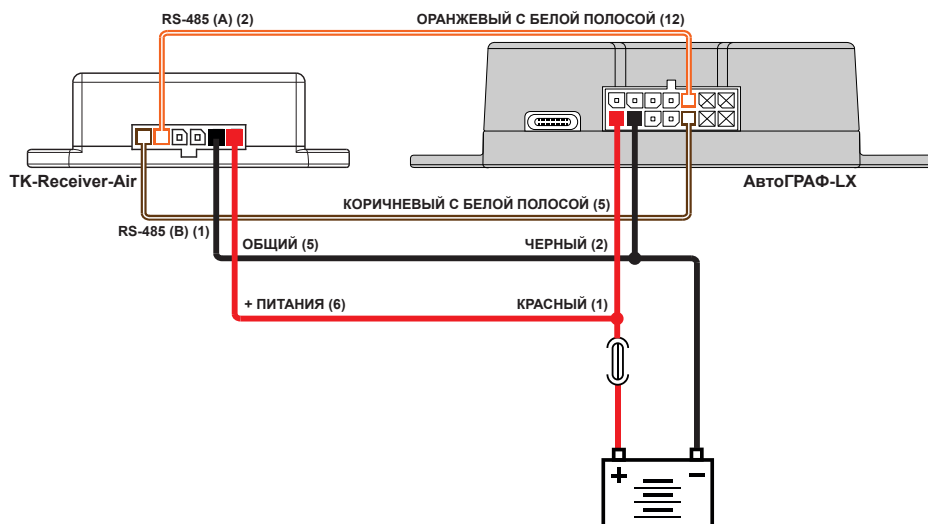 RS-485 (A) (2)
ОРАНЖЕВЫЙ С БЕЛОЙ ПОЛОСОЙ (12)
TK-Receiver-Air
АвтоГРАФ-LX
КОРИЧНЕВЫЙ С БЕЛОЙ ПОЛОСОЙ (5)
RS-485 (B) (1)
ОБЩИЙ (5)
ЧЕРНЫЙ (2)
+ ПИТАНИЯ (6)
КРАСНЫЙ (1)
+ −